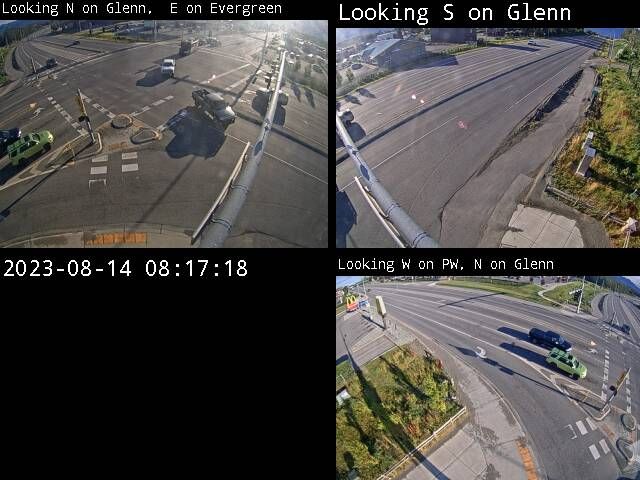 Looking N on Glenn,  E on Evergreen
Looking S on Glenn
2023-08-14 08:17:18
Looking W on PW, N on Glenn